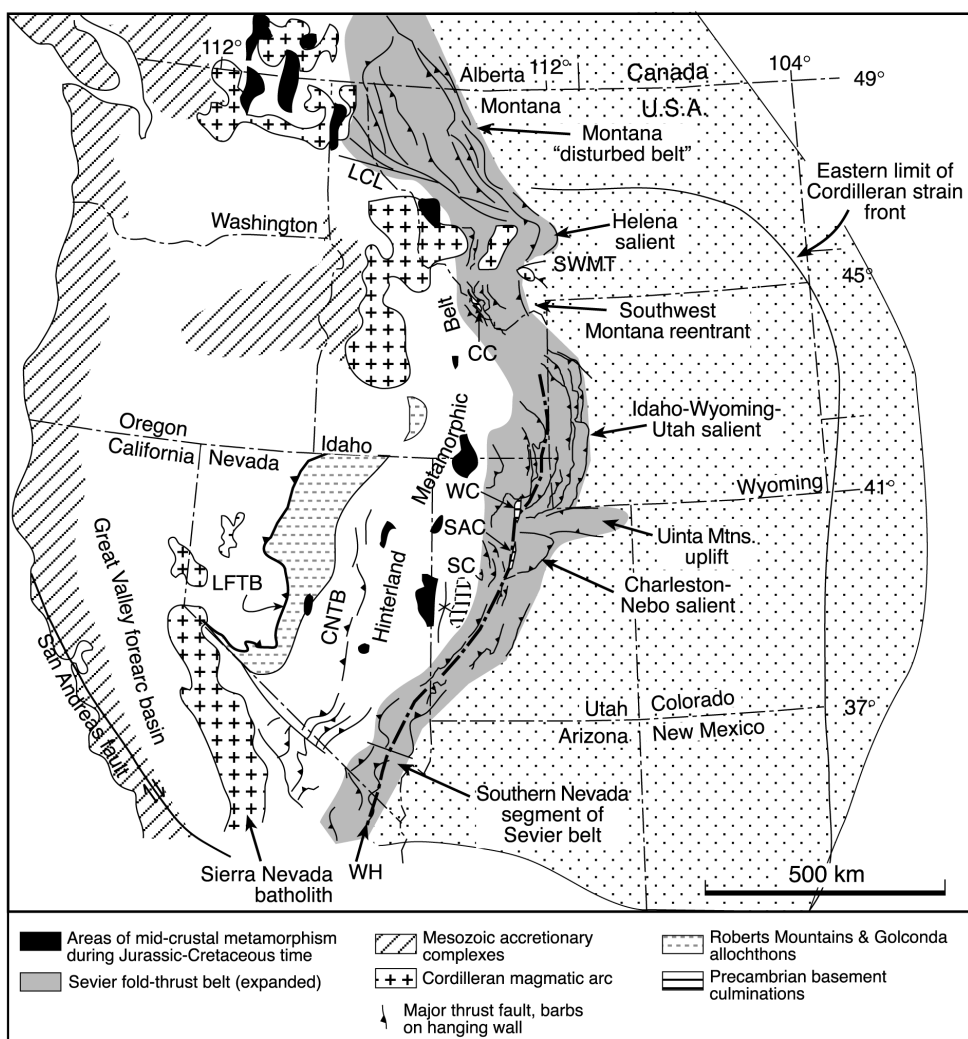 112°
Alberta
112°
Canada
104°
49°
Montana
U.S.A.
Montana
"disturbed belt"
Eastern limit of
Cordilleran strain
front
LCL
Washington
Helena
salient
SWMT
45°
Belt
Southwest
Montana reentrant
CC
Idaho-Wyoming-
Utah salient
Oregon
California
Nevada
Idaho
Metamorphic
WC
Wyoming
41°
SAC
Uinta Mtns.
uplift
SC
Charleston-
Nebo salient
LFTB
CNTB
Hinterland
Great Valley forearc basin
San Andreas fault
Utah
Colorado
37°
Arizona
New Mexico
Southern Nevada
segment of
Sevier belt
Sierra Nevada
batholith
WH
500 km
Areas of mid-crustal metamorphism
during Jurassic-Cretaceous time
Sevier fold-thrust belt (expanded)
Mesozoic accretionary
complexes
Cordilleran magmatic arc
Major thrust fault, barbs
on hanging wall
Roberts Mountains & Golconda
allochthons
Precambrian basement
culminations